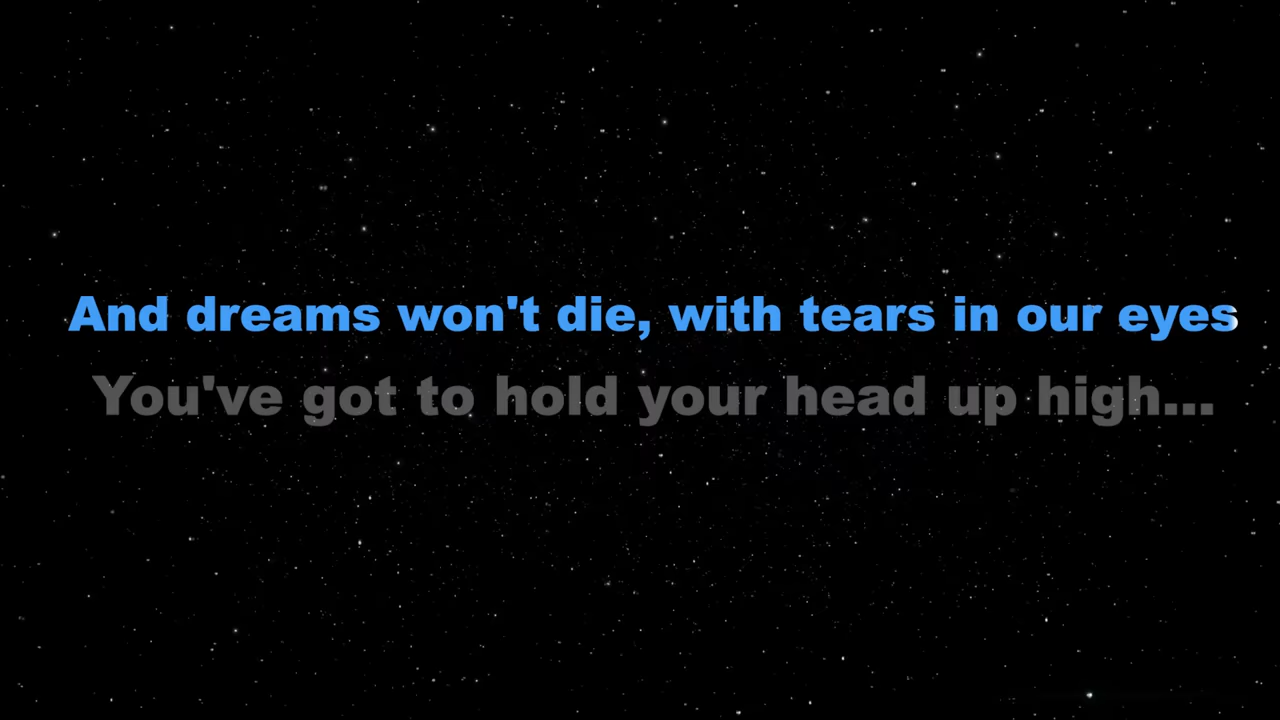 And dreams won't die, with tears in our eyes
You've got to hold your head up high...